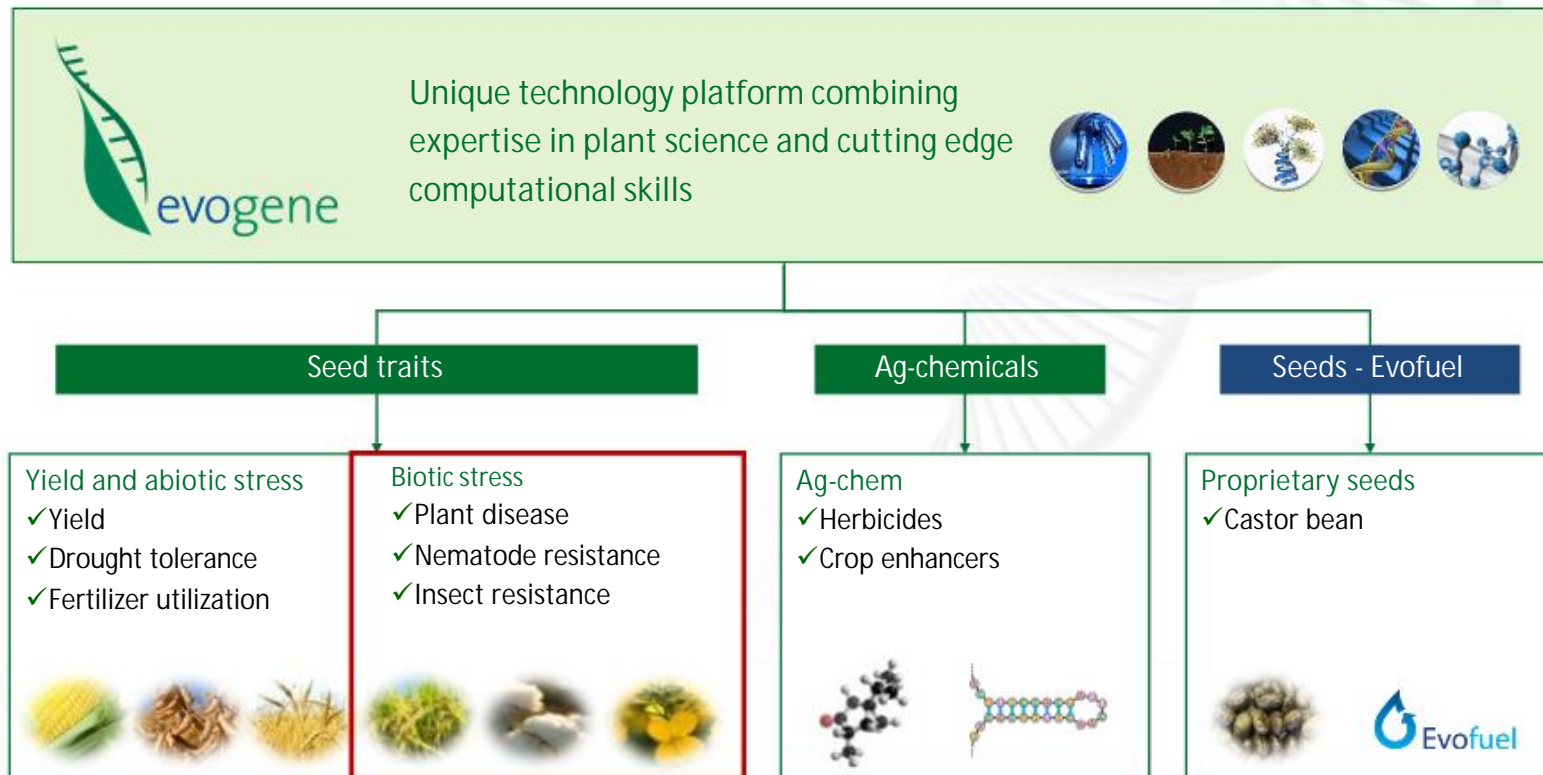 Unique technology platform combining
expertise in plant science and cutting edge
computational skills
evogene
Seed traits
Ag-chemicals
Seeds - Evofuel
Yield and abiotic stress
✓Yield
✓Drought tolerance
✓Fertilizer utilization
Biotic stress
✓Plant disease
✓Nematode resistance
✓Insect resistance
Ag-chem
✓Herbicides
✓Crop enhancers
Proprietary seeds
✓Castor bean
Evofuel